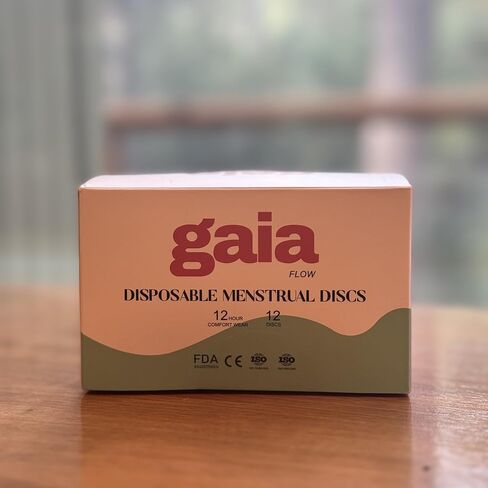 gaia
FLOW
DISPOSABLE MENSTRUAL DISCS
12 HOUR 12
COMFORT WEAR DISCS
FDA CE ISO ISO